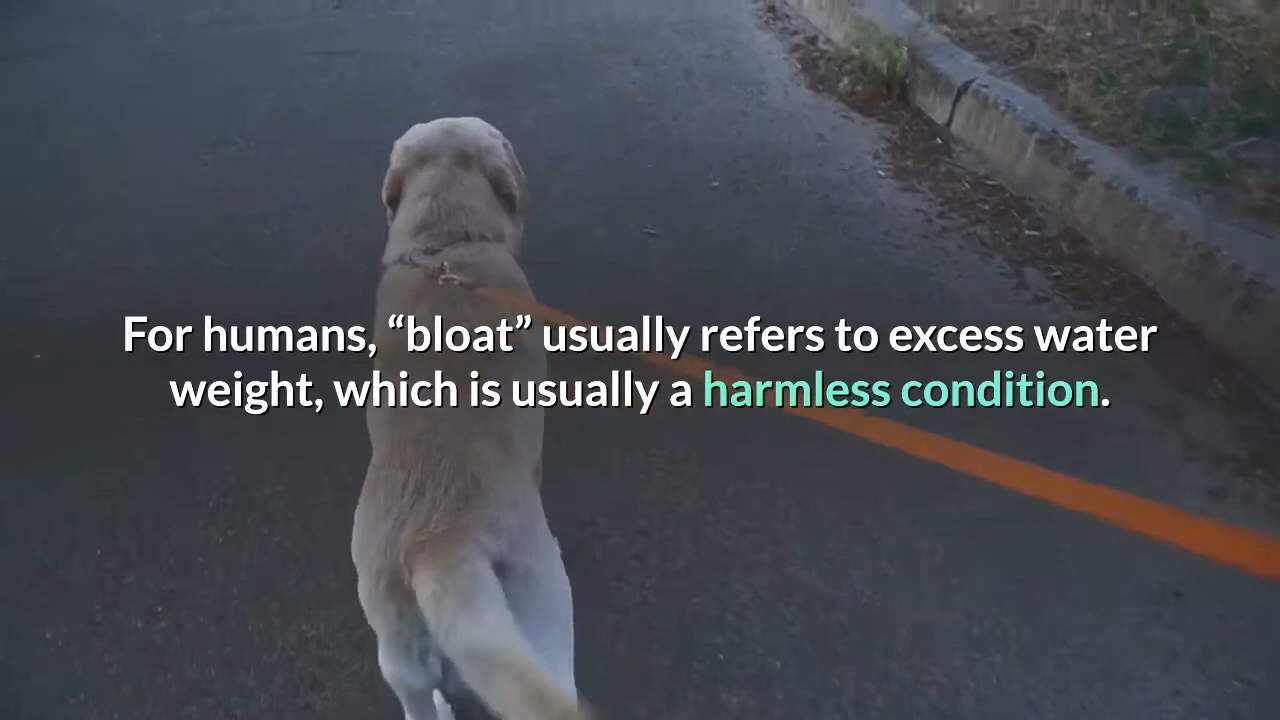 For humans, “bloat” usually refers to excess water
weight, which is usually a harmless condition.